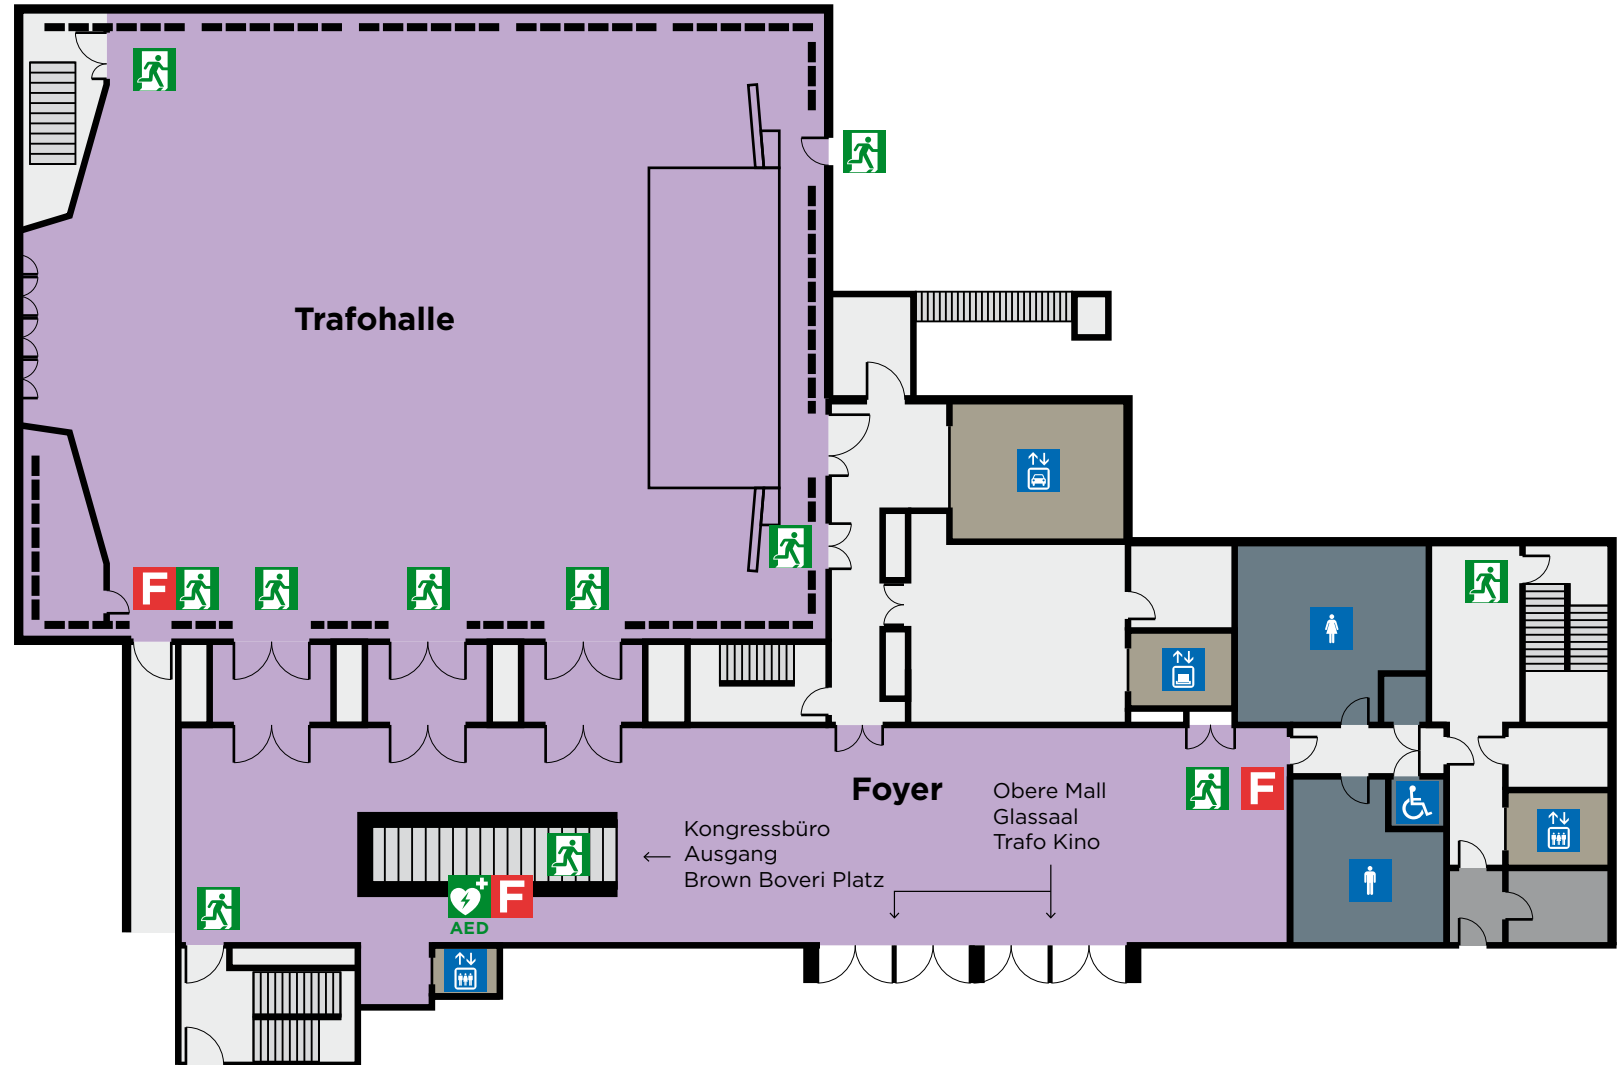 Trafohalle
F
Foyer
Obere Mall
Glassaal
Trafo Kino
F
Kongressbüro
Ausgang
Brown Boveri Platz
F
AED